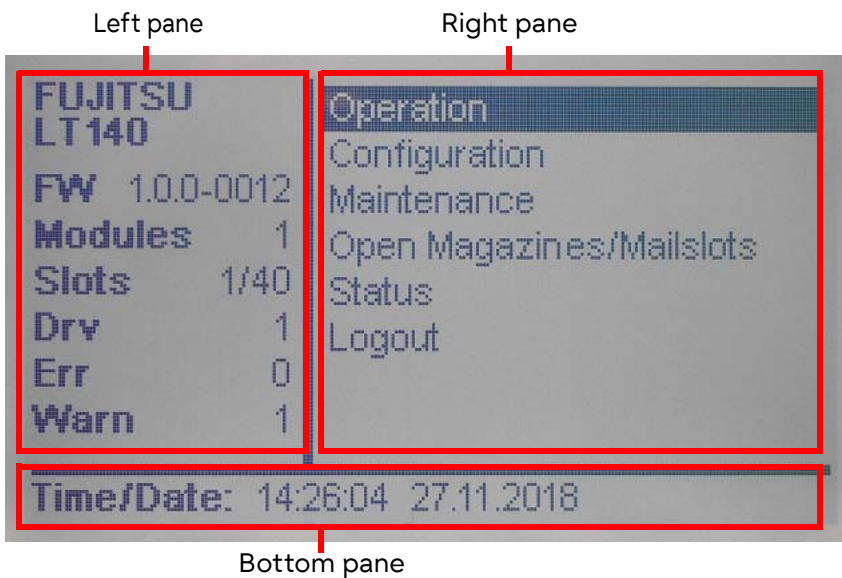 Left pane
Right pane
FUJITSU
LT140
FW 1.0.0-0012
Modules 1
Slots 1/40
Drv 1
Err 0
Warn 1
Operation
Configuration
Maintenance
Open Magazines/Mailslots
Status
Logout
Time/Date: 14:26:04 27.11.2018
Bottom pane